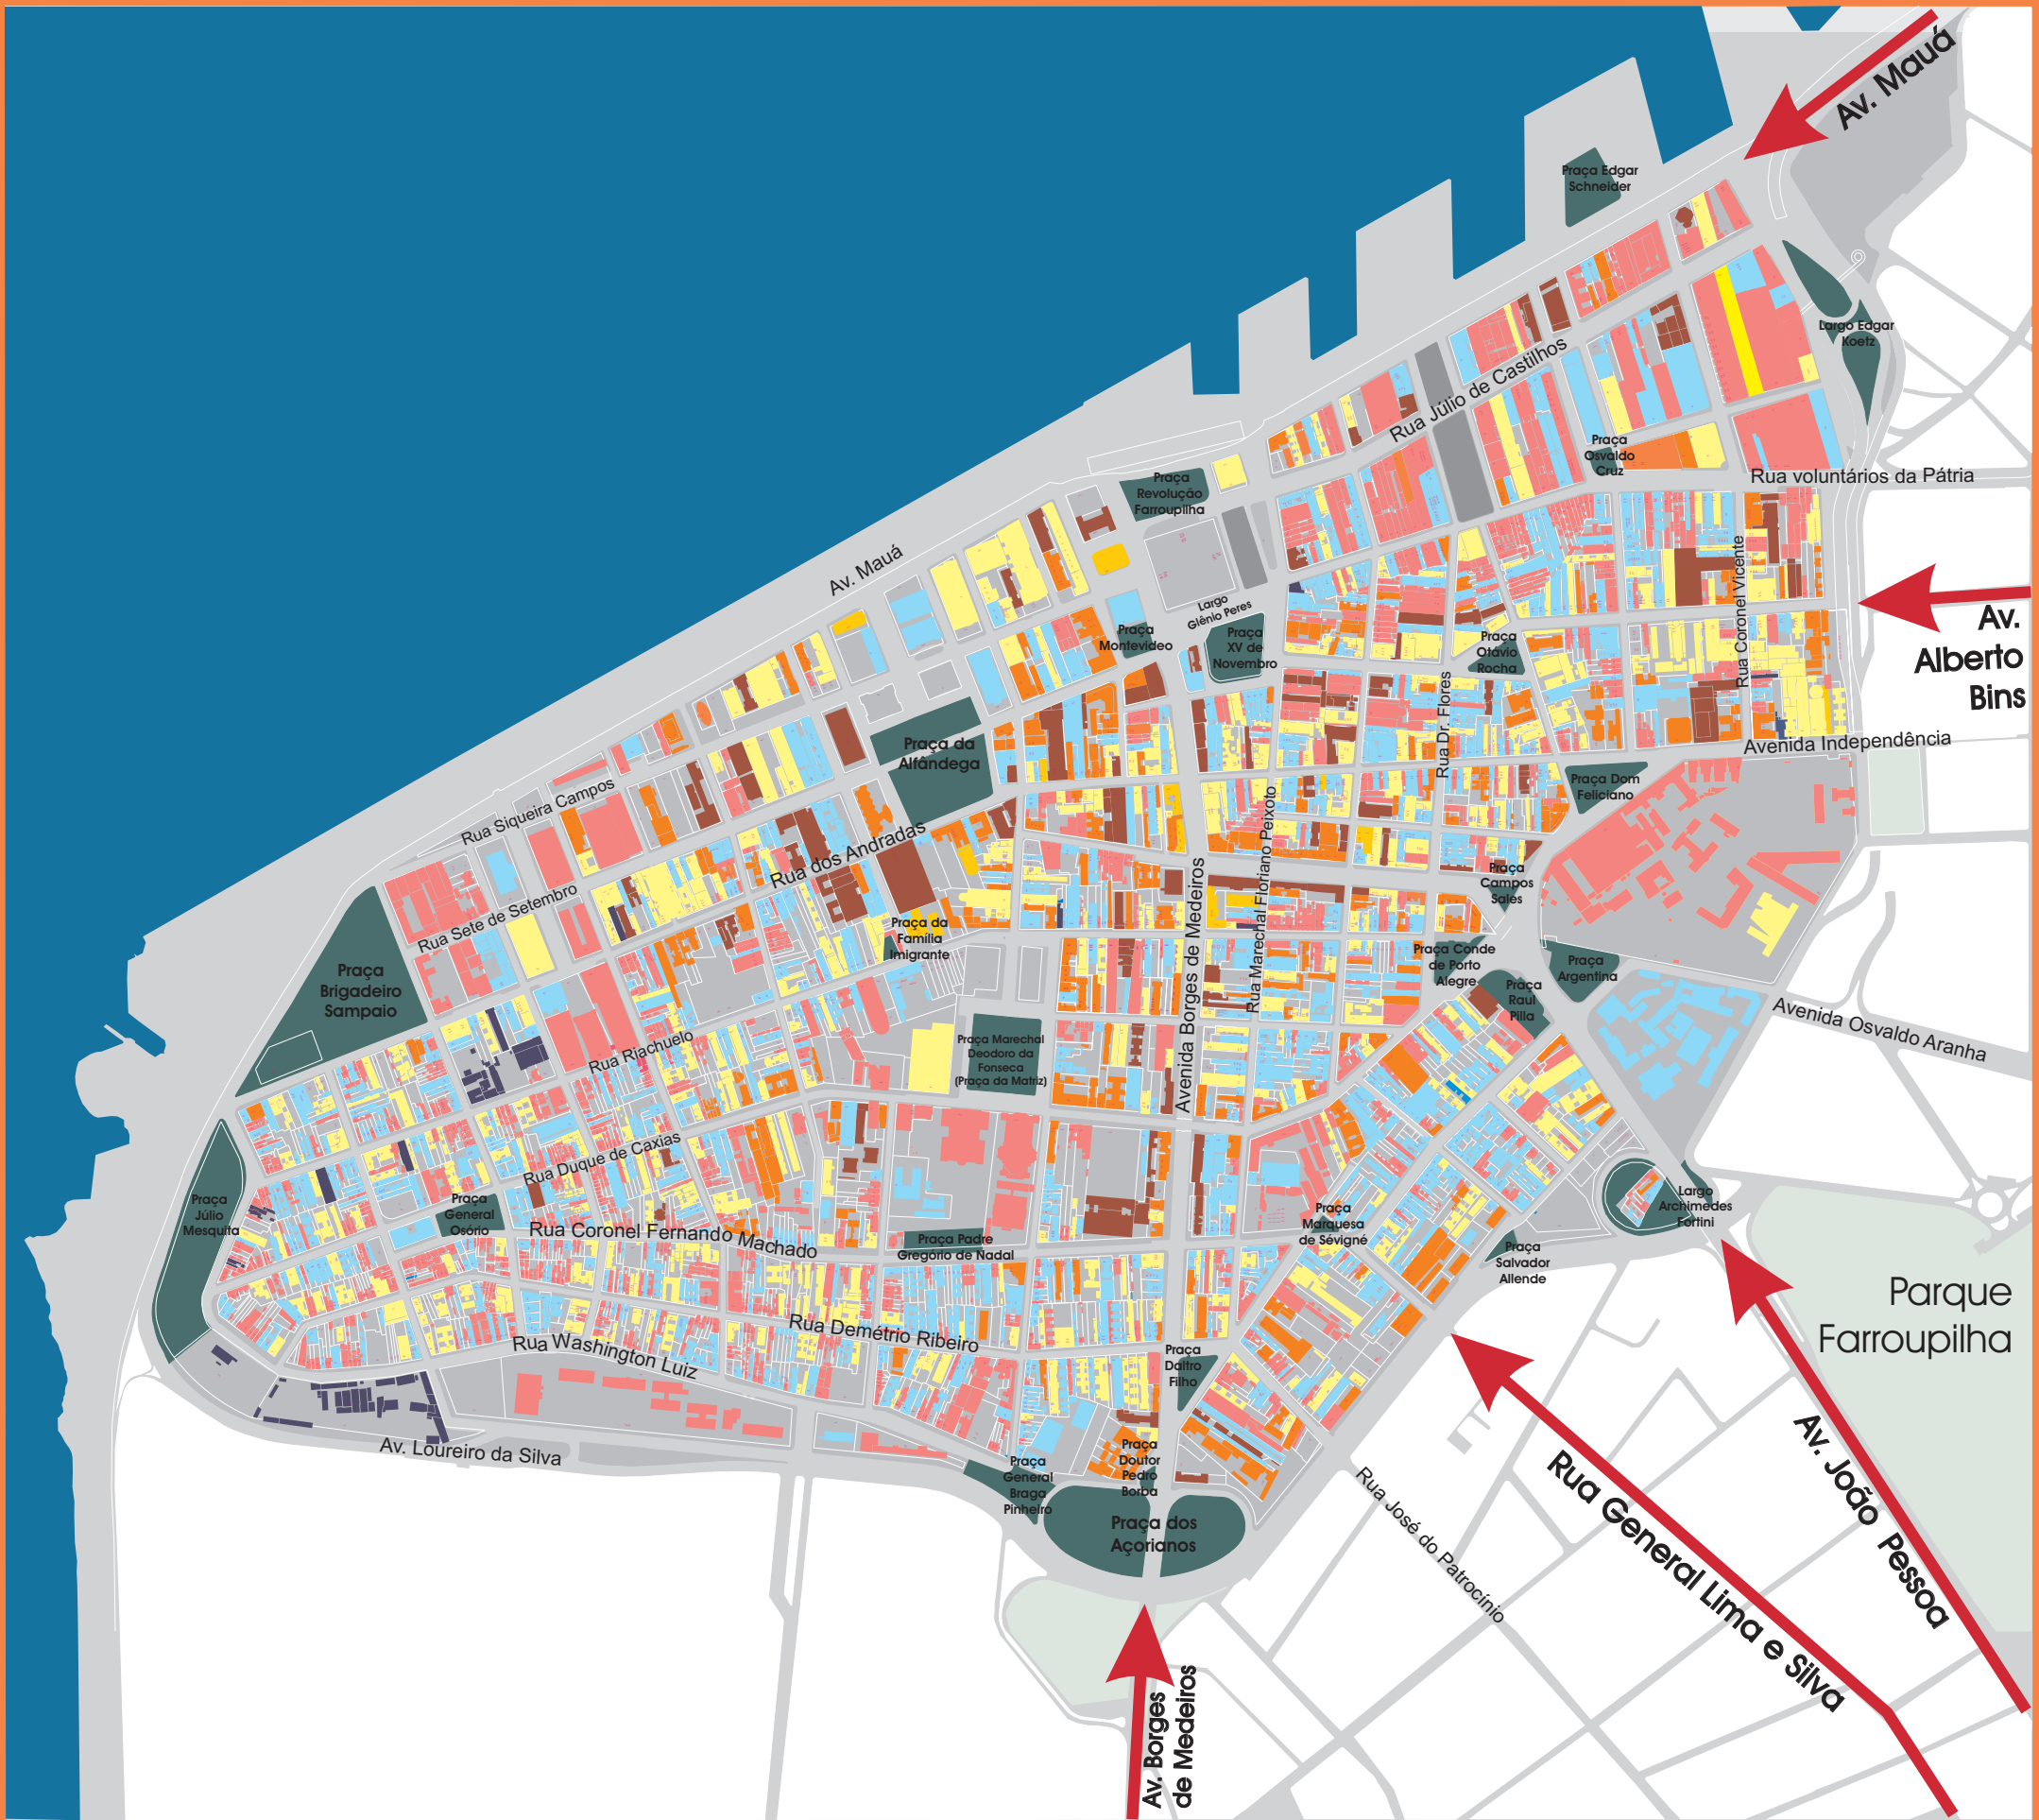 Av. Mauá
Praça Edgar
Schneider
Largo Edgar
Koetz
Rua Júlio de Castilhos
Praça
Osvaldo
Cruz
Rua voluntários da Pátria
Praça
Revolução
Farroupilha
Av. Mauá
Rua Coronel Vicente
Largo
Glênio Peres
Av.
Alberto
Bins
Praça
Montevideo
Praça
XV de
Novembro
Praça
Otávio
Rocha
Rua Dr. Flores
Avenida Independência
Praça da
Alfândega
Praça Dom
Feliciano
Rua Siqueira Campos
Rua dos Andradas
Rua Marechal Floriano Peixoto
Praça
Campos
Sales
Rua Sete de Setembro
Praça da
Família
Imigrante
Avenida Borges de Medeiros
Praça Conde
de Porto
Alegre
Praça
Argentina
Praça
Brigadeiro
Sampaio
Praça
Raul
Pilla
Avenida Osvaldo Aranha
Rua Riachuelo
Praça Marechal
Deodoro da
Fonseca
(Praça da Matriz)
Rua Duque de Caxias
Praça
Júlio
Mesquita
Praça
General
Osório
Rua Coronel Fernando Machado
Praça Padre
Gregório de Nadal
Praça
Marquesa
de Sévigné
Largo
Archimedes
Fortini
Praça
Salvador
Allende
Parque
Farroupilha
Rua Demétrio Ribeiro
Rua Washington Luiz
Praça
Daltro
Filho
Av. Loureiro da Silva
Praça
General
Braga
Pinheiro
Praça
Doutor
Pedro
Borba
Praça dos
Açorianos
Rua José do Patrocínio
Rua General Lima e Silva
Av. João Pessoa
Av. Borges
de Medeiros